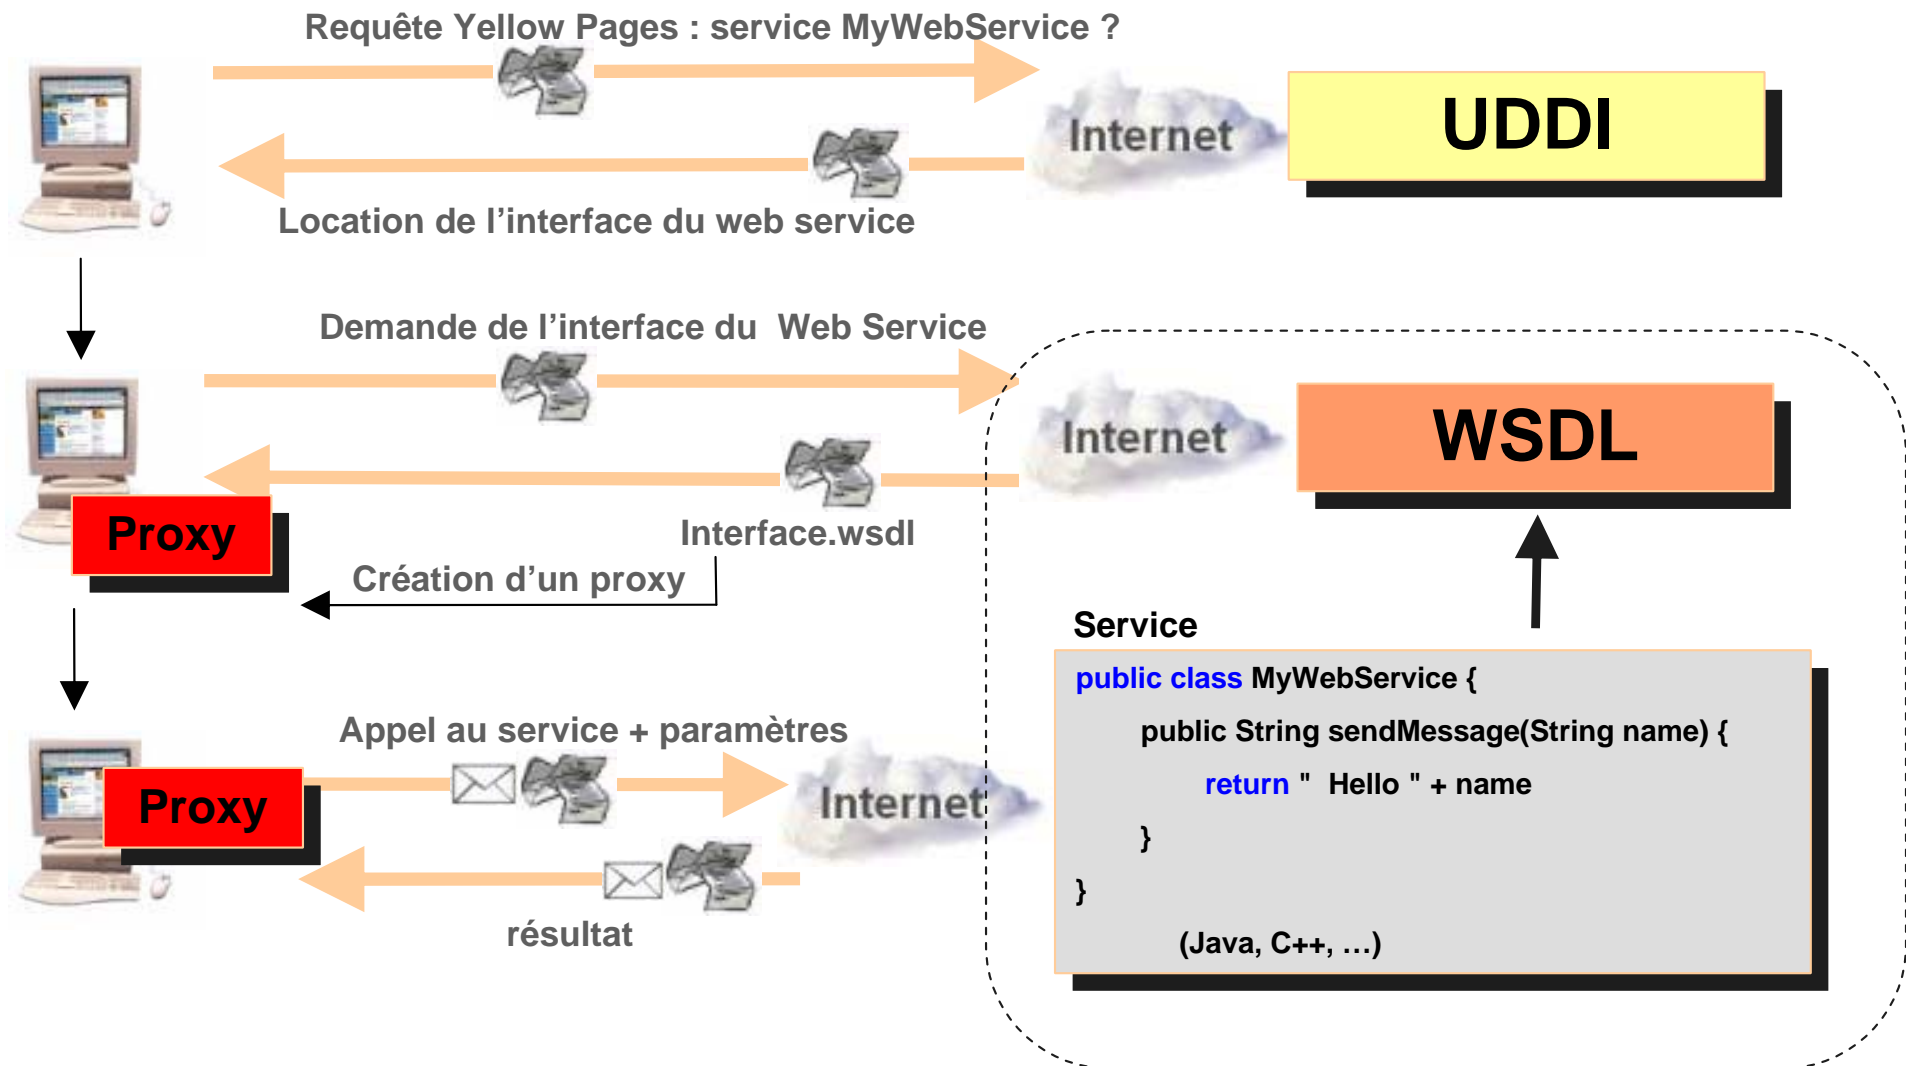 Requête Yellow Pages : service MyWebService ?
Internet
UDDI
Location de l’interface du web service
Demande de l’interface du  Web Service
Internet
WSDL
Proxy
Interface.wsdl
Création d’un proxy
Service
public class MyWebService {
public String sendMessage(String name) {
return "  Hello " + name
}
}
(Java, C++, …)
Appel au service + paramètres
Proxy
Internet
résultat